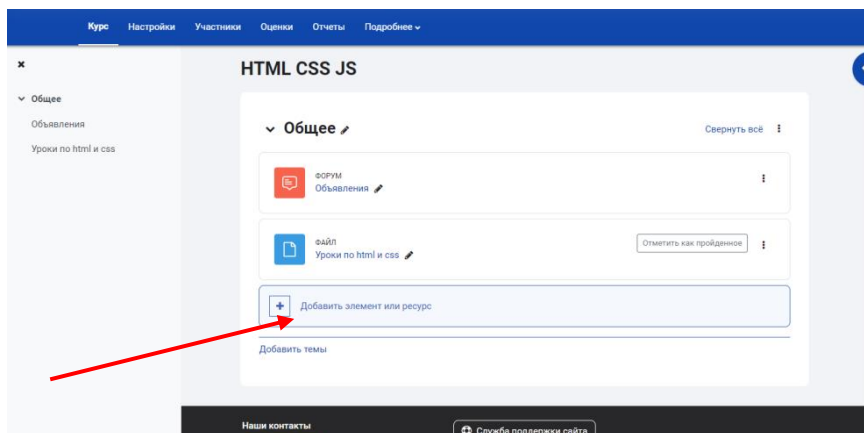 Курс Настройки Участники Оценки Отчеты Подробнее
HTML CSS JS
Общее
Объявления
Уроки по html и css
Общее
Свернуть всё
ФОРУМ
Объявления
ФАЙЛ
Уроки по html и css
Отметить как пройденное
Добавить элемент или ресурс
Добавить темы
Наши контакты
Служба поддержки сайта